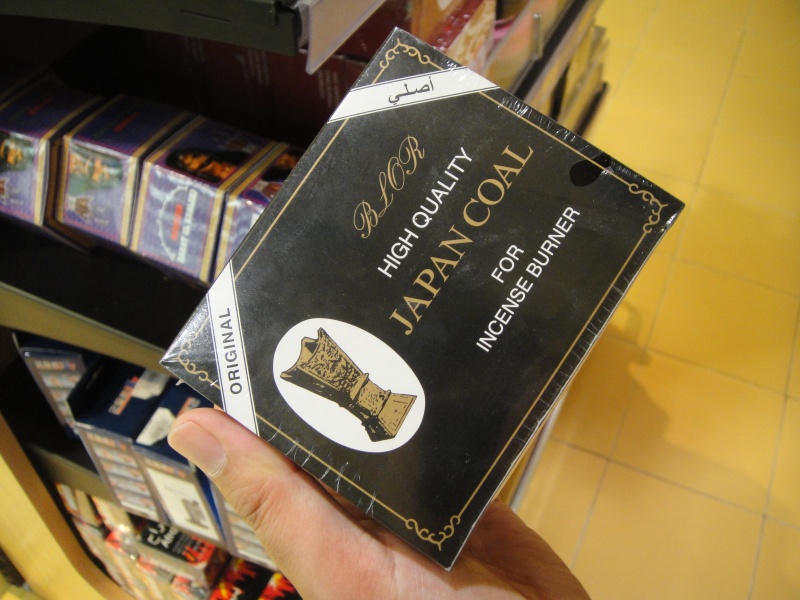 أصلي
BLOR
HIGH QUALITY
JAPAN COAL
FOR
INCENSE BURNER
ORIGINAL